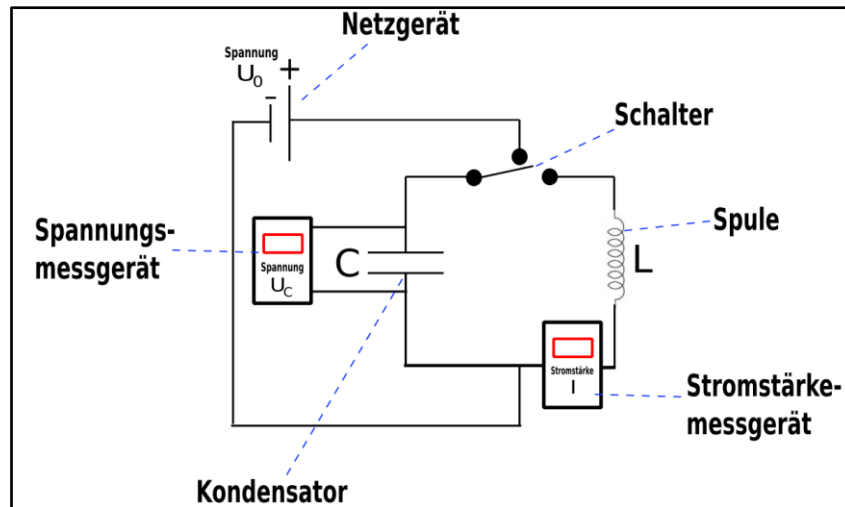 Netzgerät
Spannung
U0
+
-
Schalter
Spannungs-
messgerät
Spannung
UC
C
Spule
L
Stromstärke
I
Stromstärke-
messgerät
Kondensator